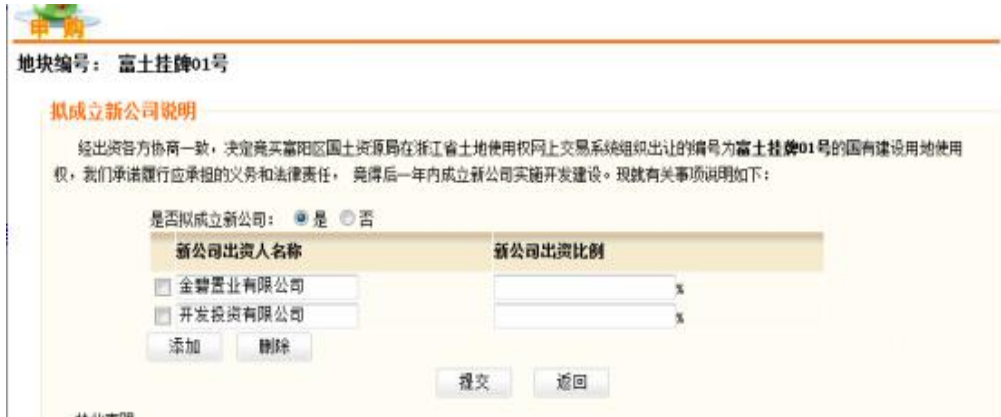 申 购
地块编号： 富土挂牌01号
拟成立新公司说明
经出资各方协商一致，决定竞买富阳区国土资源局在浙江省土地使用权网上交易系统组织出让的编号为富土挂牌01号的国有建设用地使用
权，我们承诺履行应承担的义务和法律责任， 竞得后一年内成立新公司实施开发建设。现就有关事项说明如下：
是否拟成立新公司： 是 否
新公司出资人名称 新公司出资比例
金碧置业有限公司 %
开发投资有限公司 %
添加 删除
提交 返回